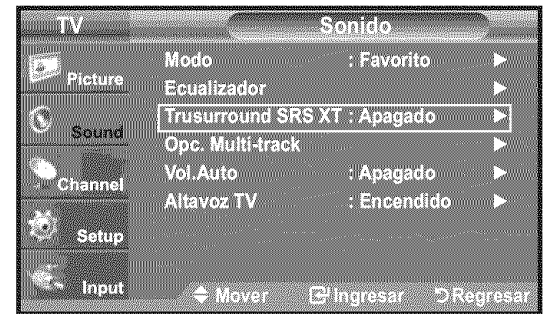 TV Sonido
Picture
Sound
Channel
Setup
Input
Modo : Favorito
Ecualizador
Trusurround SRS XT : Apagado
Opc. Multi-track
Vol.Auto : Apagado
Altavoz TV : Encendido
Mover Ingresar Regresar